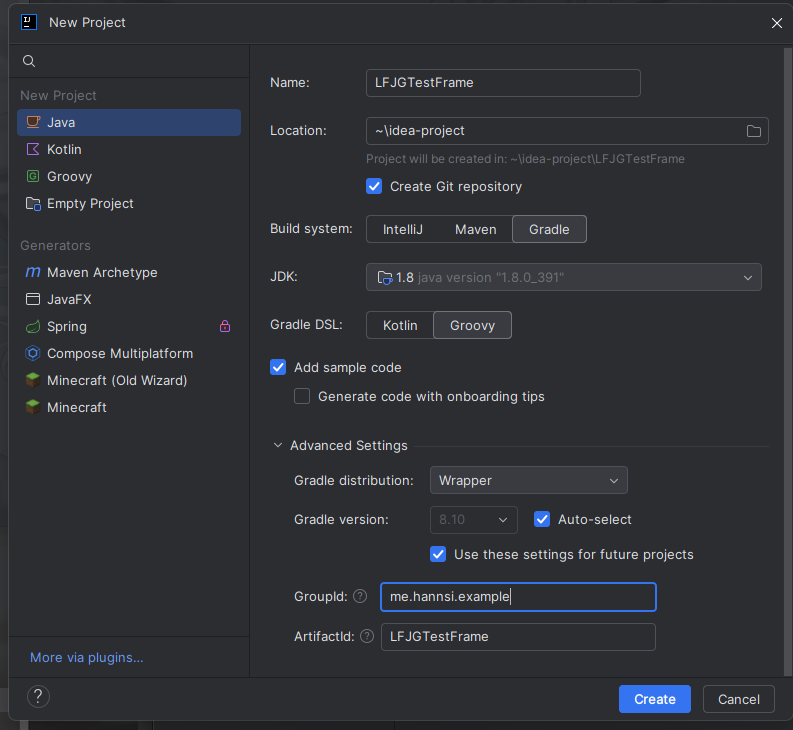 New Project
New Project
Java
Kotlin
Groovy
Empty Project
Generators
Maven Archetype
JavaFX
Spring
Compose Multiplatform
Minecraft (Old Wizard)
Minecraft
More via plugins...
Name: LFJGTestFrame
Location: ~\idea-project
Project will be created in: ~\idea-project\LFJGTestFrame
Create Git repository
Build system: IntelliJ Maven Gradle
JDK: 1.8 java version "1.8.0_391"
Gradle DSL: Kotlin Groovy
Add sample code
Generate code with onboarding tips
Advanced Settings
Gradle distribution: Wrapper
Gradle version: 8.10 Auto-select
Use these settings for future projects
GroupId: ? me.hannsi.example
ArtifactId: ? LFJGTestFrame
? Create Cancel